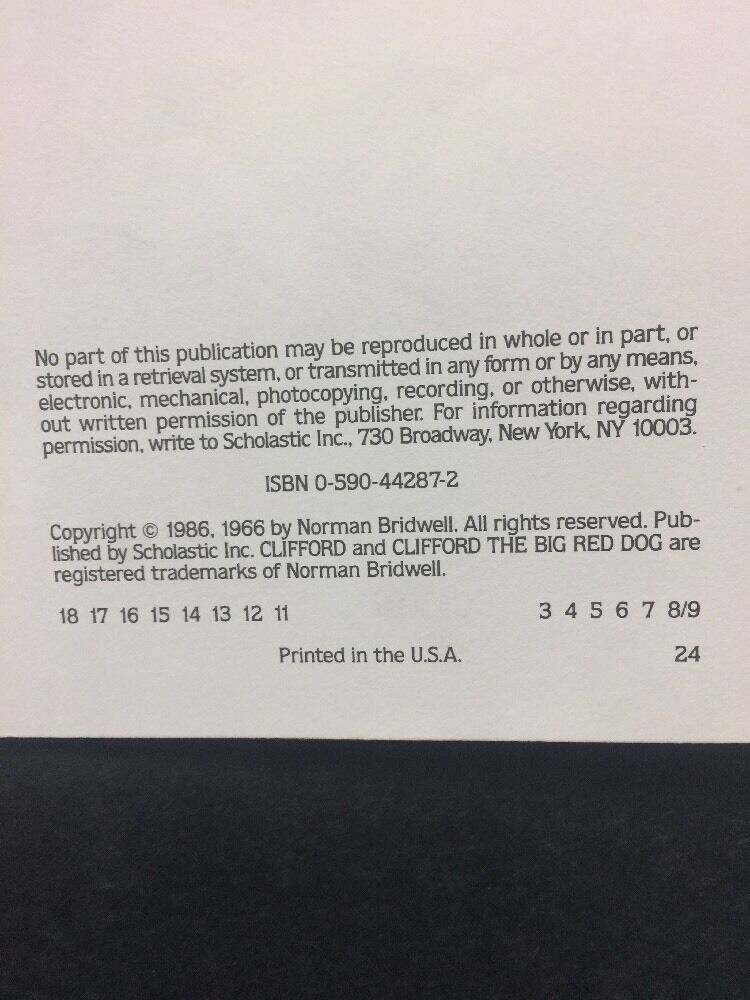 No part of this publication may be reproduced in whole or in part, or
stored in a retrieval system, or transmitted in any form or by any means,
electronic, mechanical, photocopying, recording, or otherwise, with-
out written permission of the publisher. For information regarding
permission, write to Scholastic Inc., 730 Broadway, New York, NY 10003.
ISBN 0-590-44287-2
Copyright © 1986, 1966 by Norman Bridwell. All rights reserved. Pub-
lished by Scholastic Inc. CLIFFORD and CLIFFORD THE BIG RED DOG are
registered trademarks of Norman Bridwell.
18 17 16 15 14 13 12 11 3 4 5 6 7 8/9
Printed in the U.S.A. 24